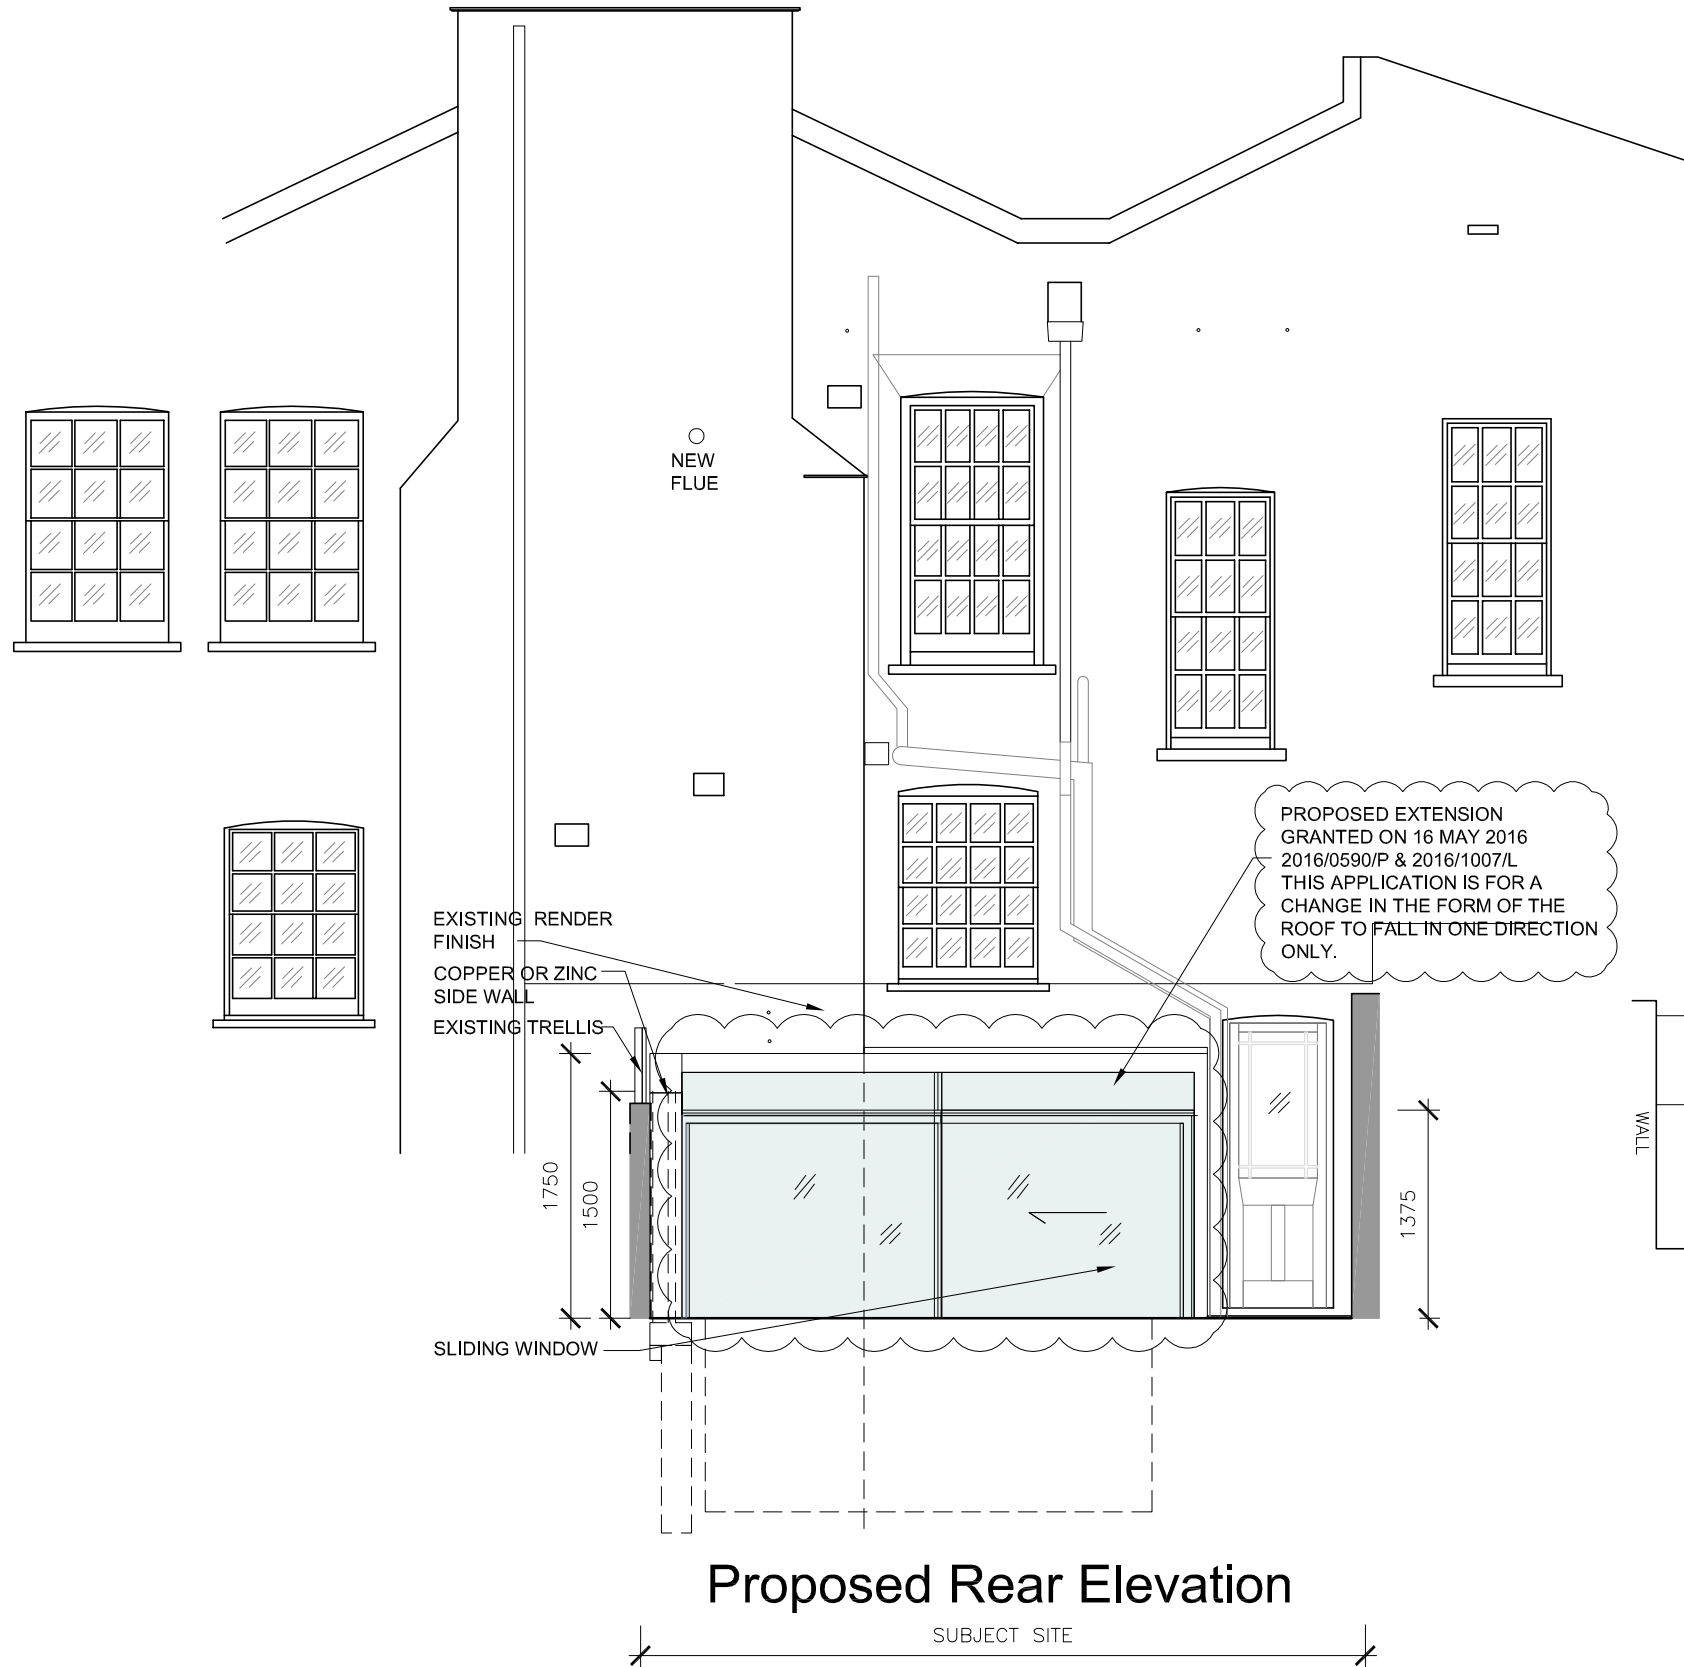 NEW
FLUE
PROPOSED EXTENSION
GRANTED ON 16 MAY 2016
2016/0590/P & 2016/1007/L
THIS APPLICATION IS FOR A
CHANGE IN THE FORM OF THE
ROOF TO FALL IN ONE DIRECTION
ONLY.
EXISTING RENDER
FINISH
COPPER OR ZINC
SIDE WALL
EXISTING TRELLIS
1750
1500
1375
WALL
SLIDING WINDOW
Proposed Rear Elevation
SUBJECT SITE